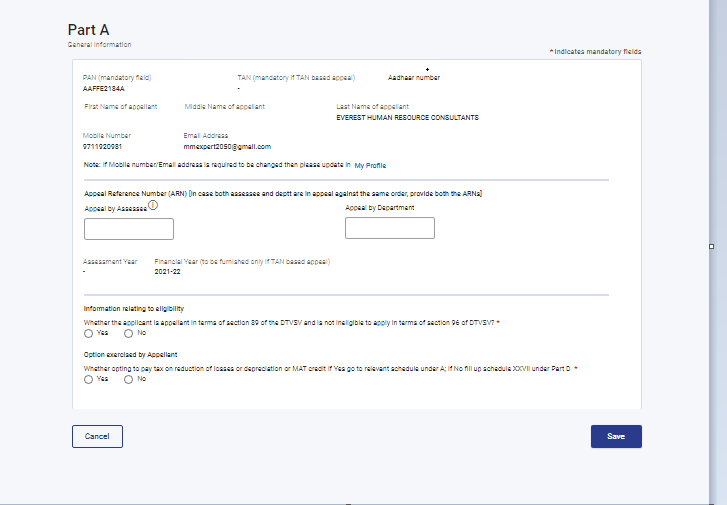 Part A
General Information
* Indicates mandatory fields
PAN (mandatory field) TAN (mandatory if TAN based appeal) Aadhaar number
AAFFE2184A -
First Name of appellant Middle Name of appellant Last Name of appellant
EVEREST HUMAN RESOURCE CONSULTANTS
Mobile Number Email Address
9711920981 mmexpert2050@gmail.com
Note: If Mobile number/Email address is required to be changed then please update in My Profile
Appeal Reference Number (ARN) [in case both assessee and deptt are in appeal against the same order, provide both the ARNs]
Appeal by Assessee Appeal by Department
Assessment Year Financial Year (to be furnished only if TAN based appeal)
- 2021-22
Information relating to eligibility
Whether the applicant is appellant in terms of section 89 of the DTVSV and is not ineligible to apply in terms of section 96 of DTVSV? *
Yes No
Option exercised by Appellant
Whether opting to pay tax on reduction of losses or depreciation or MAT credit if Yes go to relevant schedule under A; if No fill up schedule XXVII under Part D *
Yes No
Cancel Save